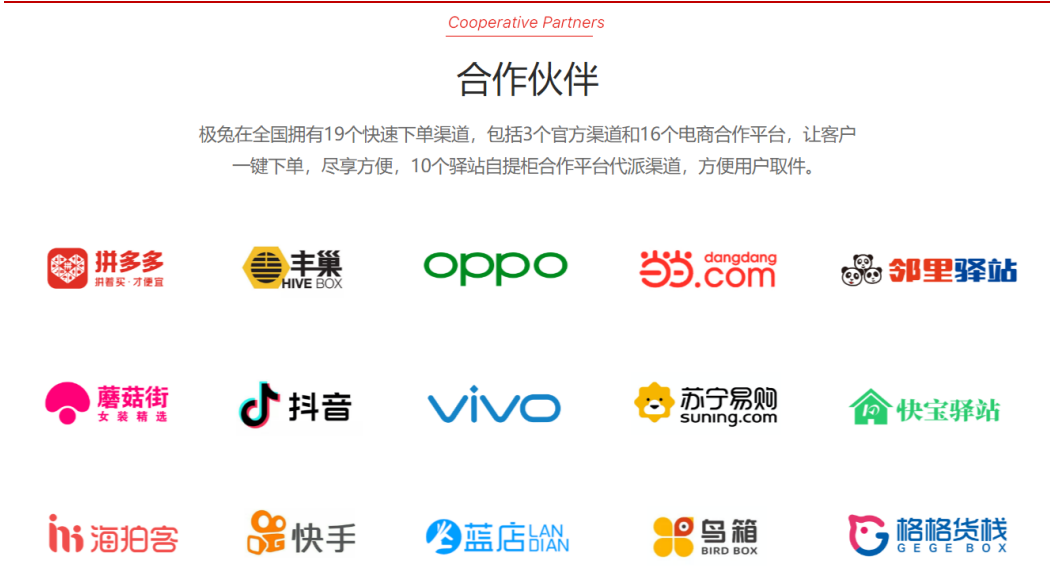 Cooperative Partners
合作伙伴
极兔在全国拥有19个快速下单渠道，包括3个官方渠道和16个电商合作平台，让客户
一键下单，尽享方便，10个驿站自提柜合作平台代派渠道，方便用户取件。
拼多多
拼着买·才便宜
丰巢
HIVE BOX
oppo
dangdang
当当.com
邻里驿站
蘑菇街
女装精选
抖音
vivo
苏宁易购
suning.com
快宝驿站
海拍客
快手
蓝店
LAN
DIAN
鸟箱
BIRD BOX
格格货栈
GEGE BOX